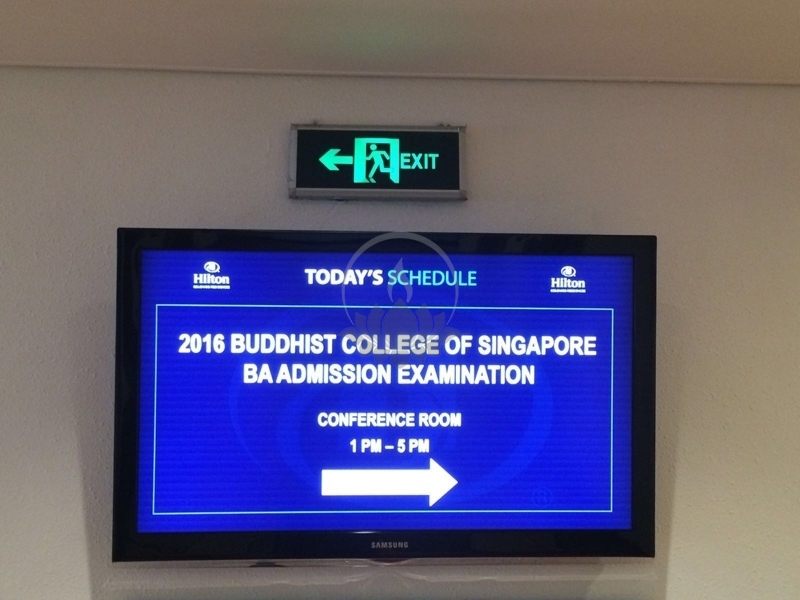 EXIT
Hilton
TODAY'S SCHEDULE
Hilton
2016 BUDDHIST COLLEGE OF SINGAPORE
BA ADMISSION EXAMINATION
CONFERENCE ROOM
1 PM – 5 PM
SAMSUNG